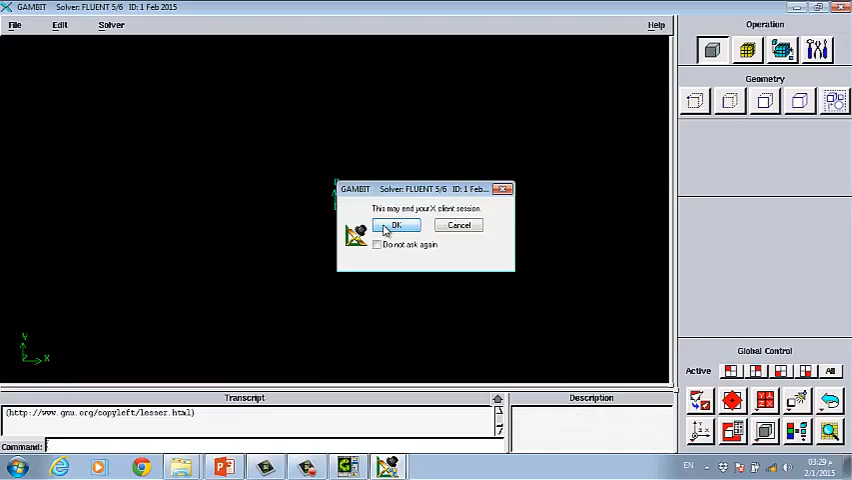 GAMBIT Solver: FLUENT 5/6 ID: 1 Feb 2015
File Edit Solver Help
Operation
Geometry
GAMBIT Solver: FLUENT 5/6 ID: 1 Feb...
This may end your X client session.
OK Cancel
Do not ask again
Y
Z X
Global Control
Active All
Transcript
Description
(http://www.gnu.org/copyleft/lesser.html)
Command:
EN
03:29 م
2/1/2015